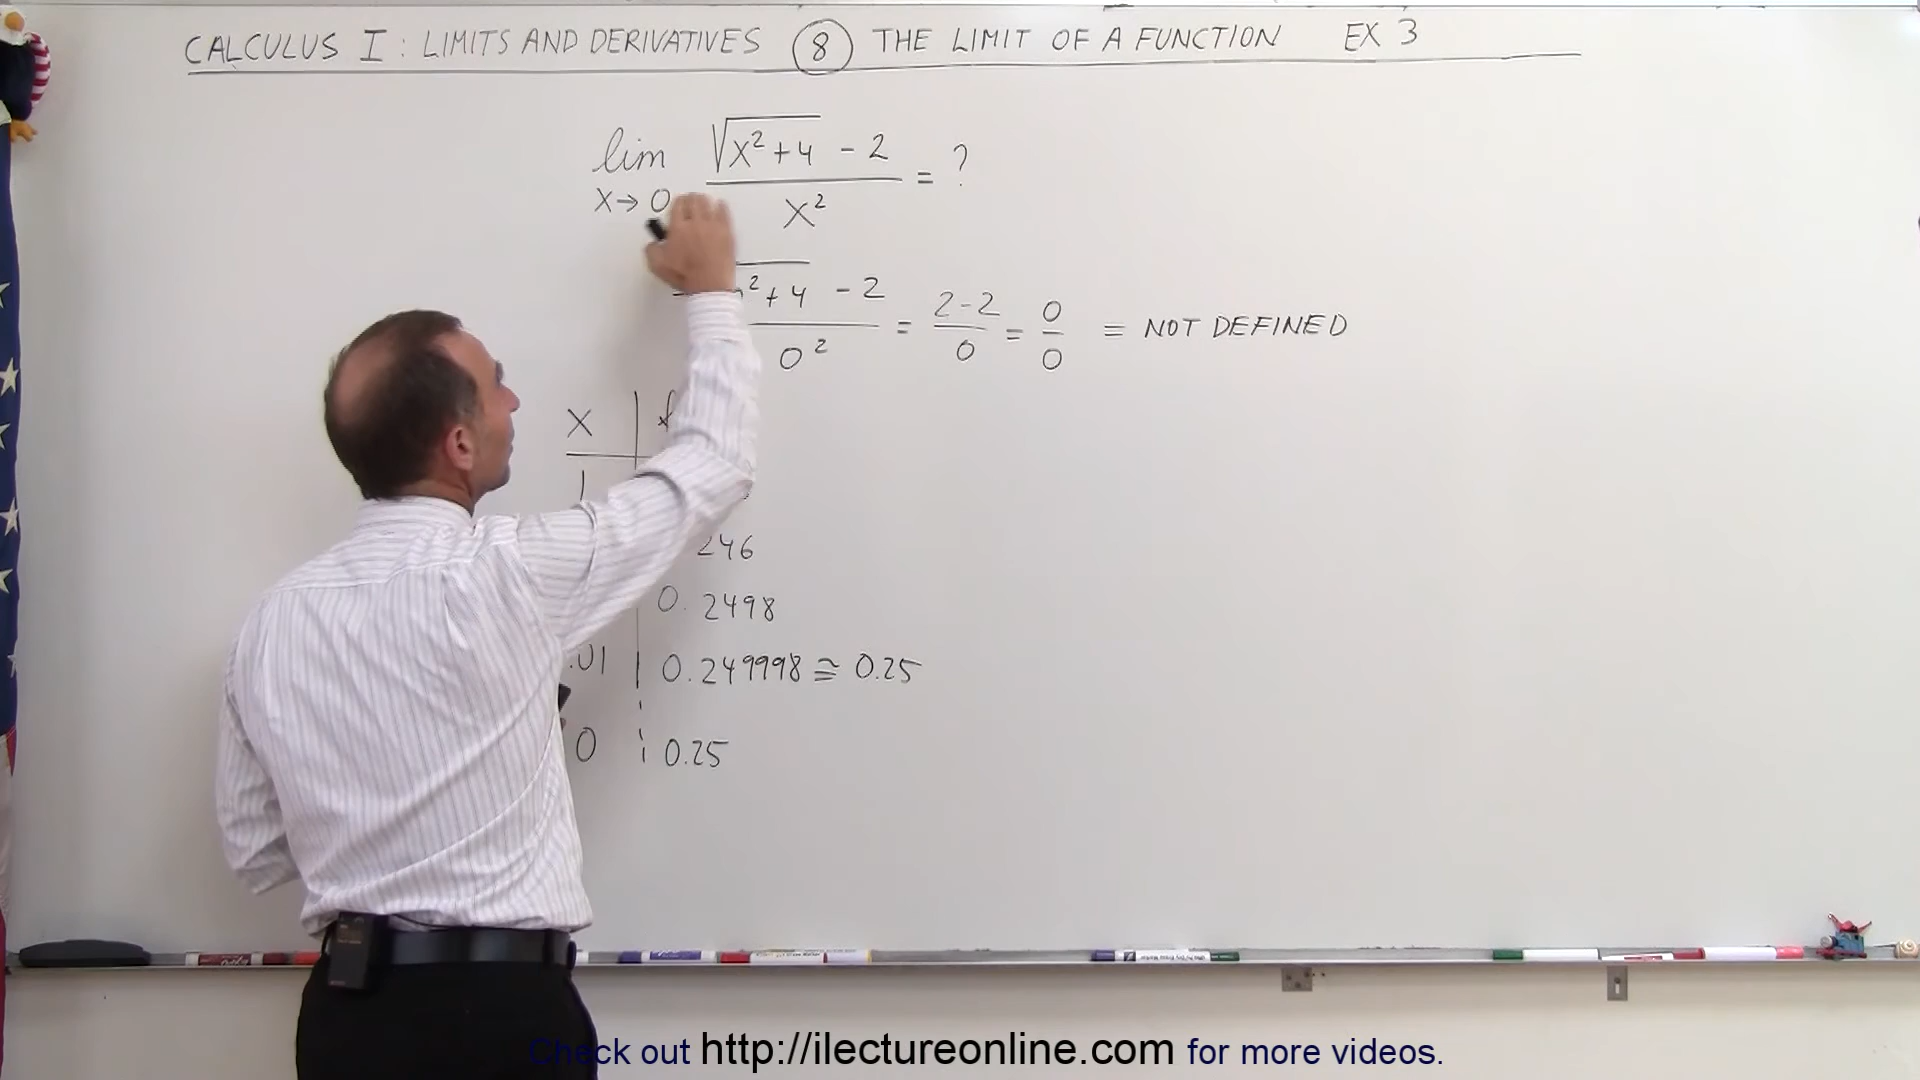 CALCULUS I : LIMITS AND DERIVATIVES 8 THE LIMIT OF A FUNCTION EX 3
lim x→0 (√(x²+4) - 2)/x² = ?
² + 4 - 2 / 0² = (2-2)/0 = 0/0 = NOT DEFINED
x
1
246
0.2498
.01 0.249998 ≅ 0.25
0 0.25
Check out http://ilectureonline.com for more videos.